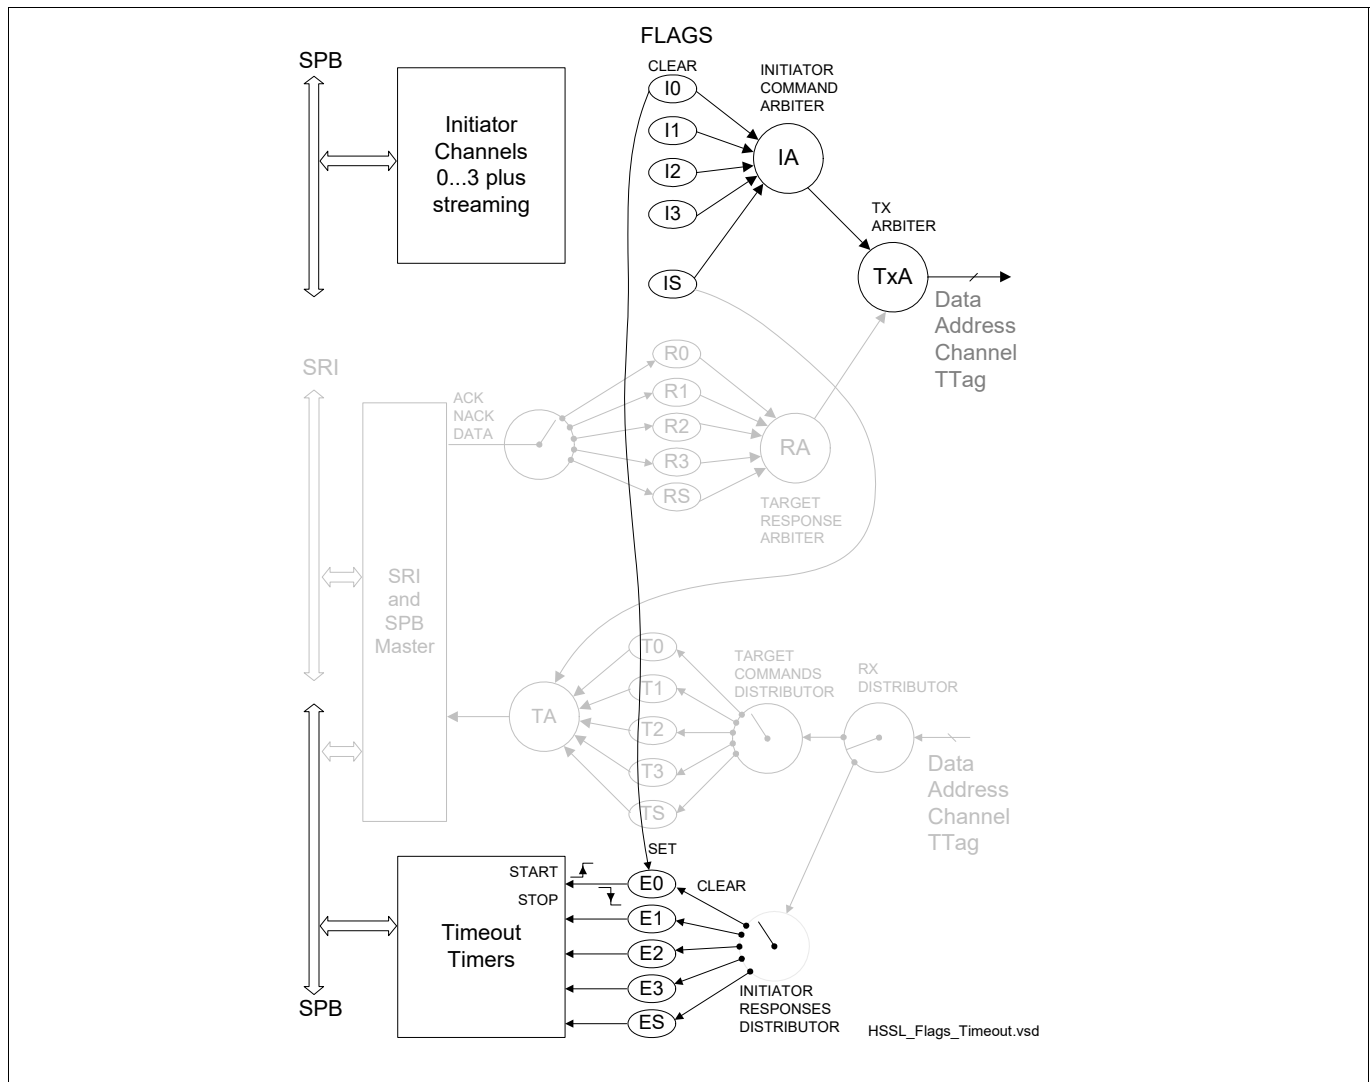 FLAGS
SPB
CLEAR
I0
I1
I2
I3
IS
INITIATOR
COMMAND
ARBITER
IA
Initiator
Channels
0...3 plus
streaming
TX
ARBITER
TxA
Data
Address
Channel
TTag
SRI
ACK
NACK
DATA
R0
R1
R2
R3
RS
RA
TARGET
RESPONSE
ARBITER
SRI
and
SPB
Master
TA
T0
T1
T2
T3
TS
TARGET
COMMANDS
DISTRIBUTOR
RX
DISTRIBUTOR
Data
Address
Channel
TTag
SET
START
STOP
Timeout
Timers
E0
E1
E2
E3
ES
CLEAR
INITIATOR
RESPONSES
DISTRIBUTOR
SPB
HSSL_Flags_Timeout.vsd